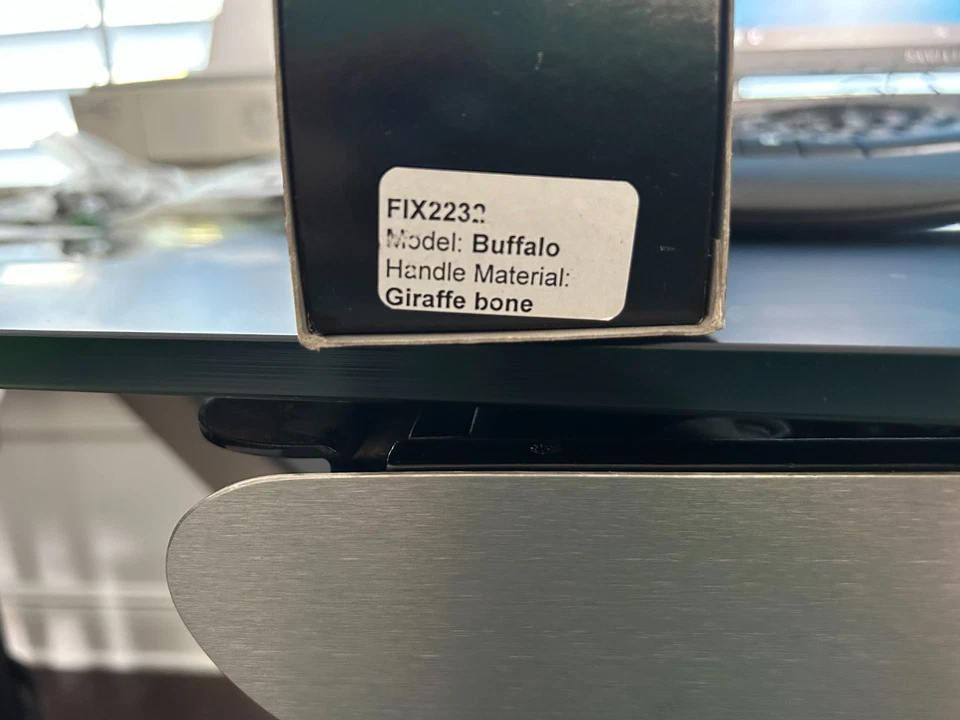 FIX2232
Model: Buffalo
Handle Material:
Giraffe bone